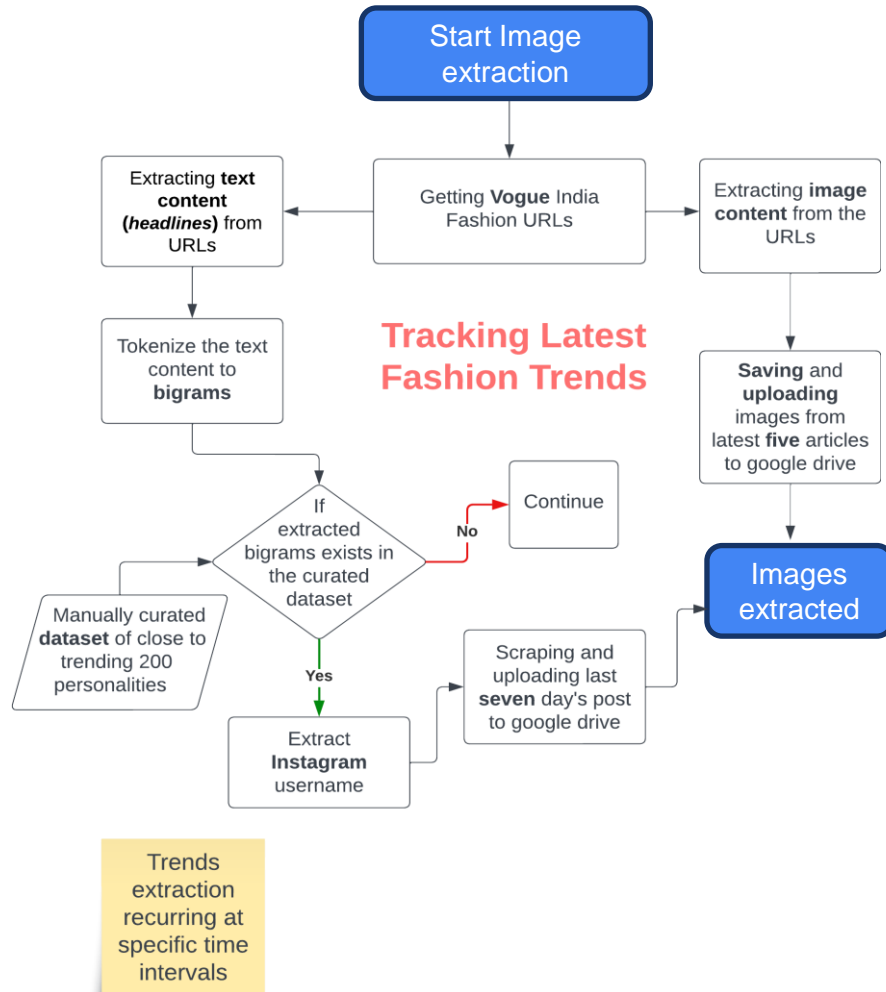 Start Image
extraction
Extracting text
content
(headlines) from
URLs
Getting Vogue India
Fashion URLs
Extracting image
content from the
URLs
Tokenize the text
content to
bigrams
Tracking Latest
Fashion Trends
Saving and
uploading
images from
latest five articles
to google drive
If
extracted
bigrams exists in
the curated
dataset
No
Continue
Images
extracted
Manually curated
dataset of close to
trending 200
personalities
Yes
Scraping and
uploading last
seven day's post
to google drive
Extract
Instagram
username
Trends
extraction
recurring at
specific time
intervals